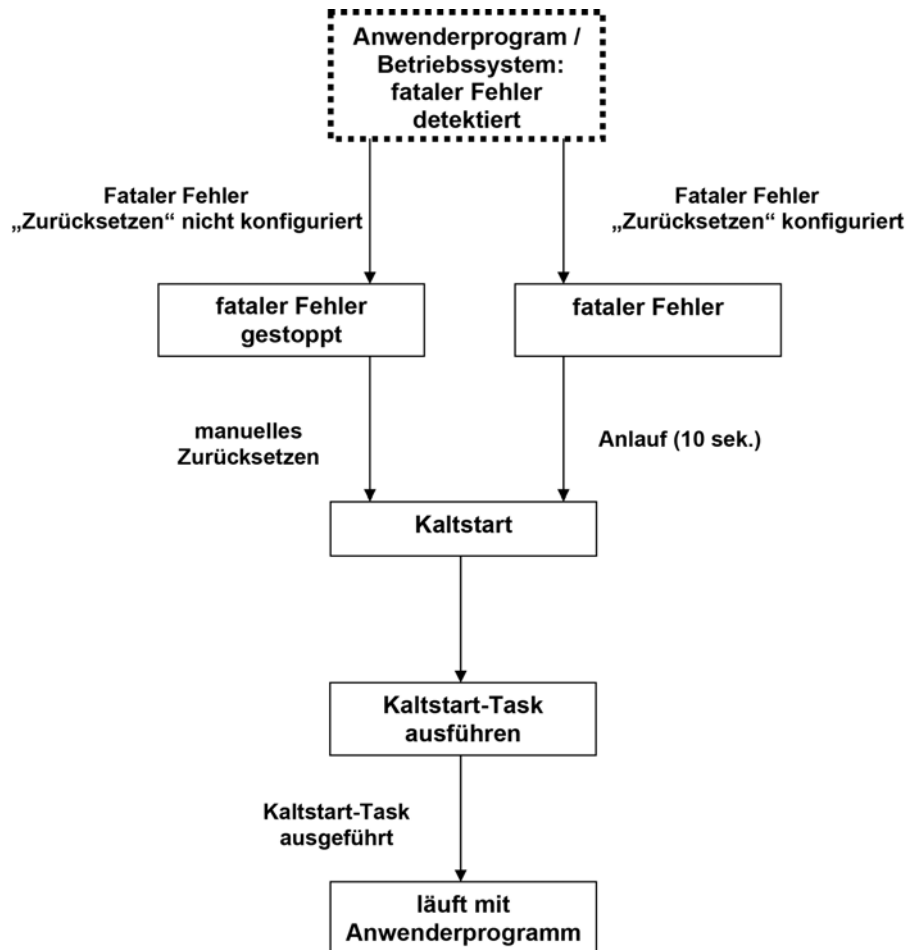 Anwenderprogram /
Betriebssystem:
fataler Fehler
detektiert
Fataler Fehler
„Zurücksetzen“ nicht konfiguriert
Fataler Fehler
„Zurücksetzen“ konfiguriert
fataler Fehler
gestoppt
fataler Fehler
manuelles
Zurücksetzen
Anlauf (10 sek.)
Kaltstart
Kaltstart-Task
ausführen
Kaltstart-Task
ausgeführt
läuft mit
Anwenderprogramm